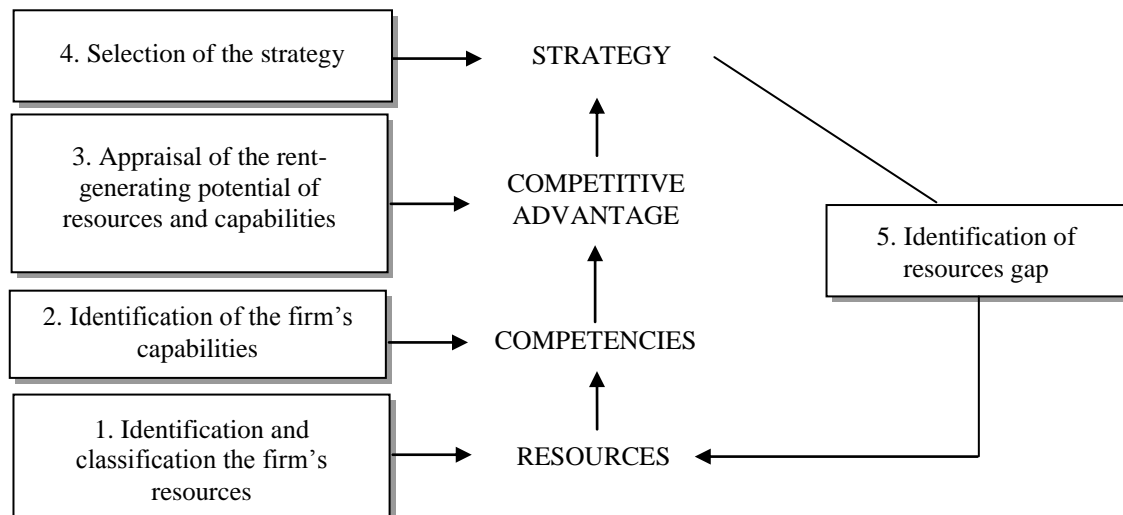 4. Selection of the strategy
STRATEGY
3. Appraisal of the rent-
generating potential of
resources and capabilities
COMPETITIVE
ADVANTAGE
5. Identification of
resources gap
2. Identification of the firm’s
capabilities
COMPETENCIES
1. Identification and
classification the firm’s
resources
RESOURCES